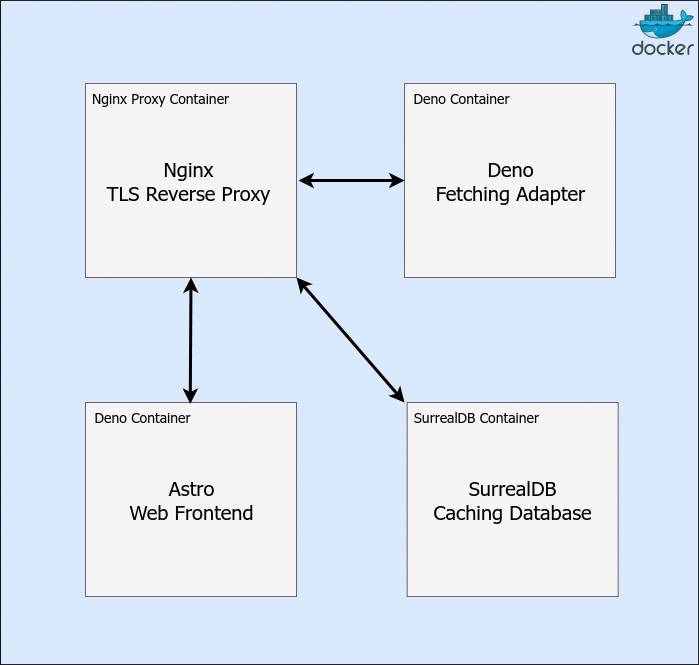 docker
Nginx Proxy Container
Nginx
TLS Reverse Proxy
Deno Container
Deno
Fetching Adapter
Deno Container
Astro
Web Frontend
SurrealDB Container
SurrealDB
Caching Database